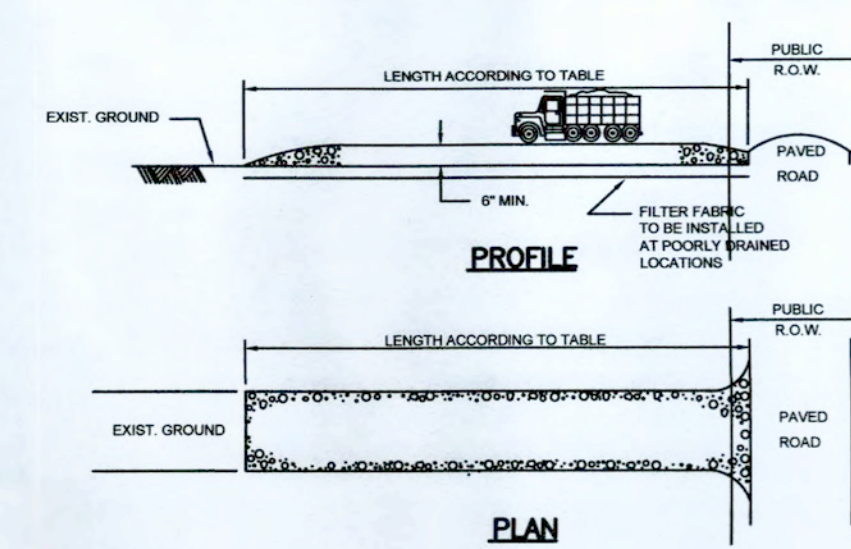 PUBLIC
R.O.W.
LENGTH ACCORDING TO TABLE
EXIST. GROUND
PAVED
ROAD
6" MIN.
FILTER FABRIC
TO BE INSTALLED
AT POORLY DRAINED
LOCATIONS
PROFILE
PUBLIC
R.O.W.
LENGTH ACCORDING TO TABLE
EXIST. GROUND
PAVED
ROAD
PLAN